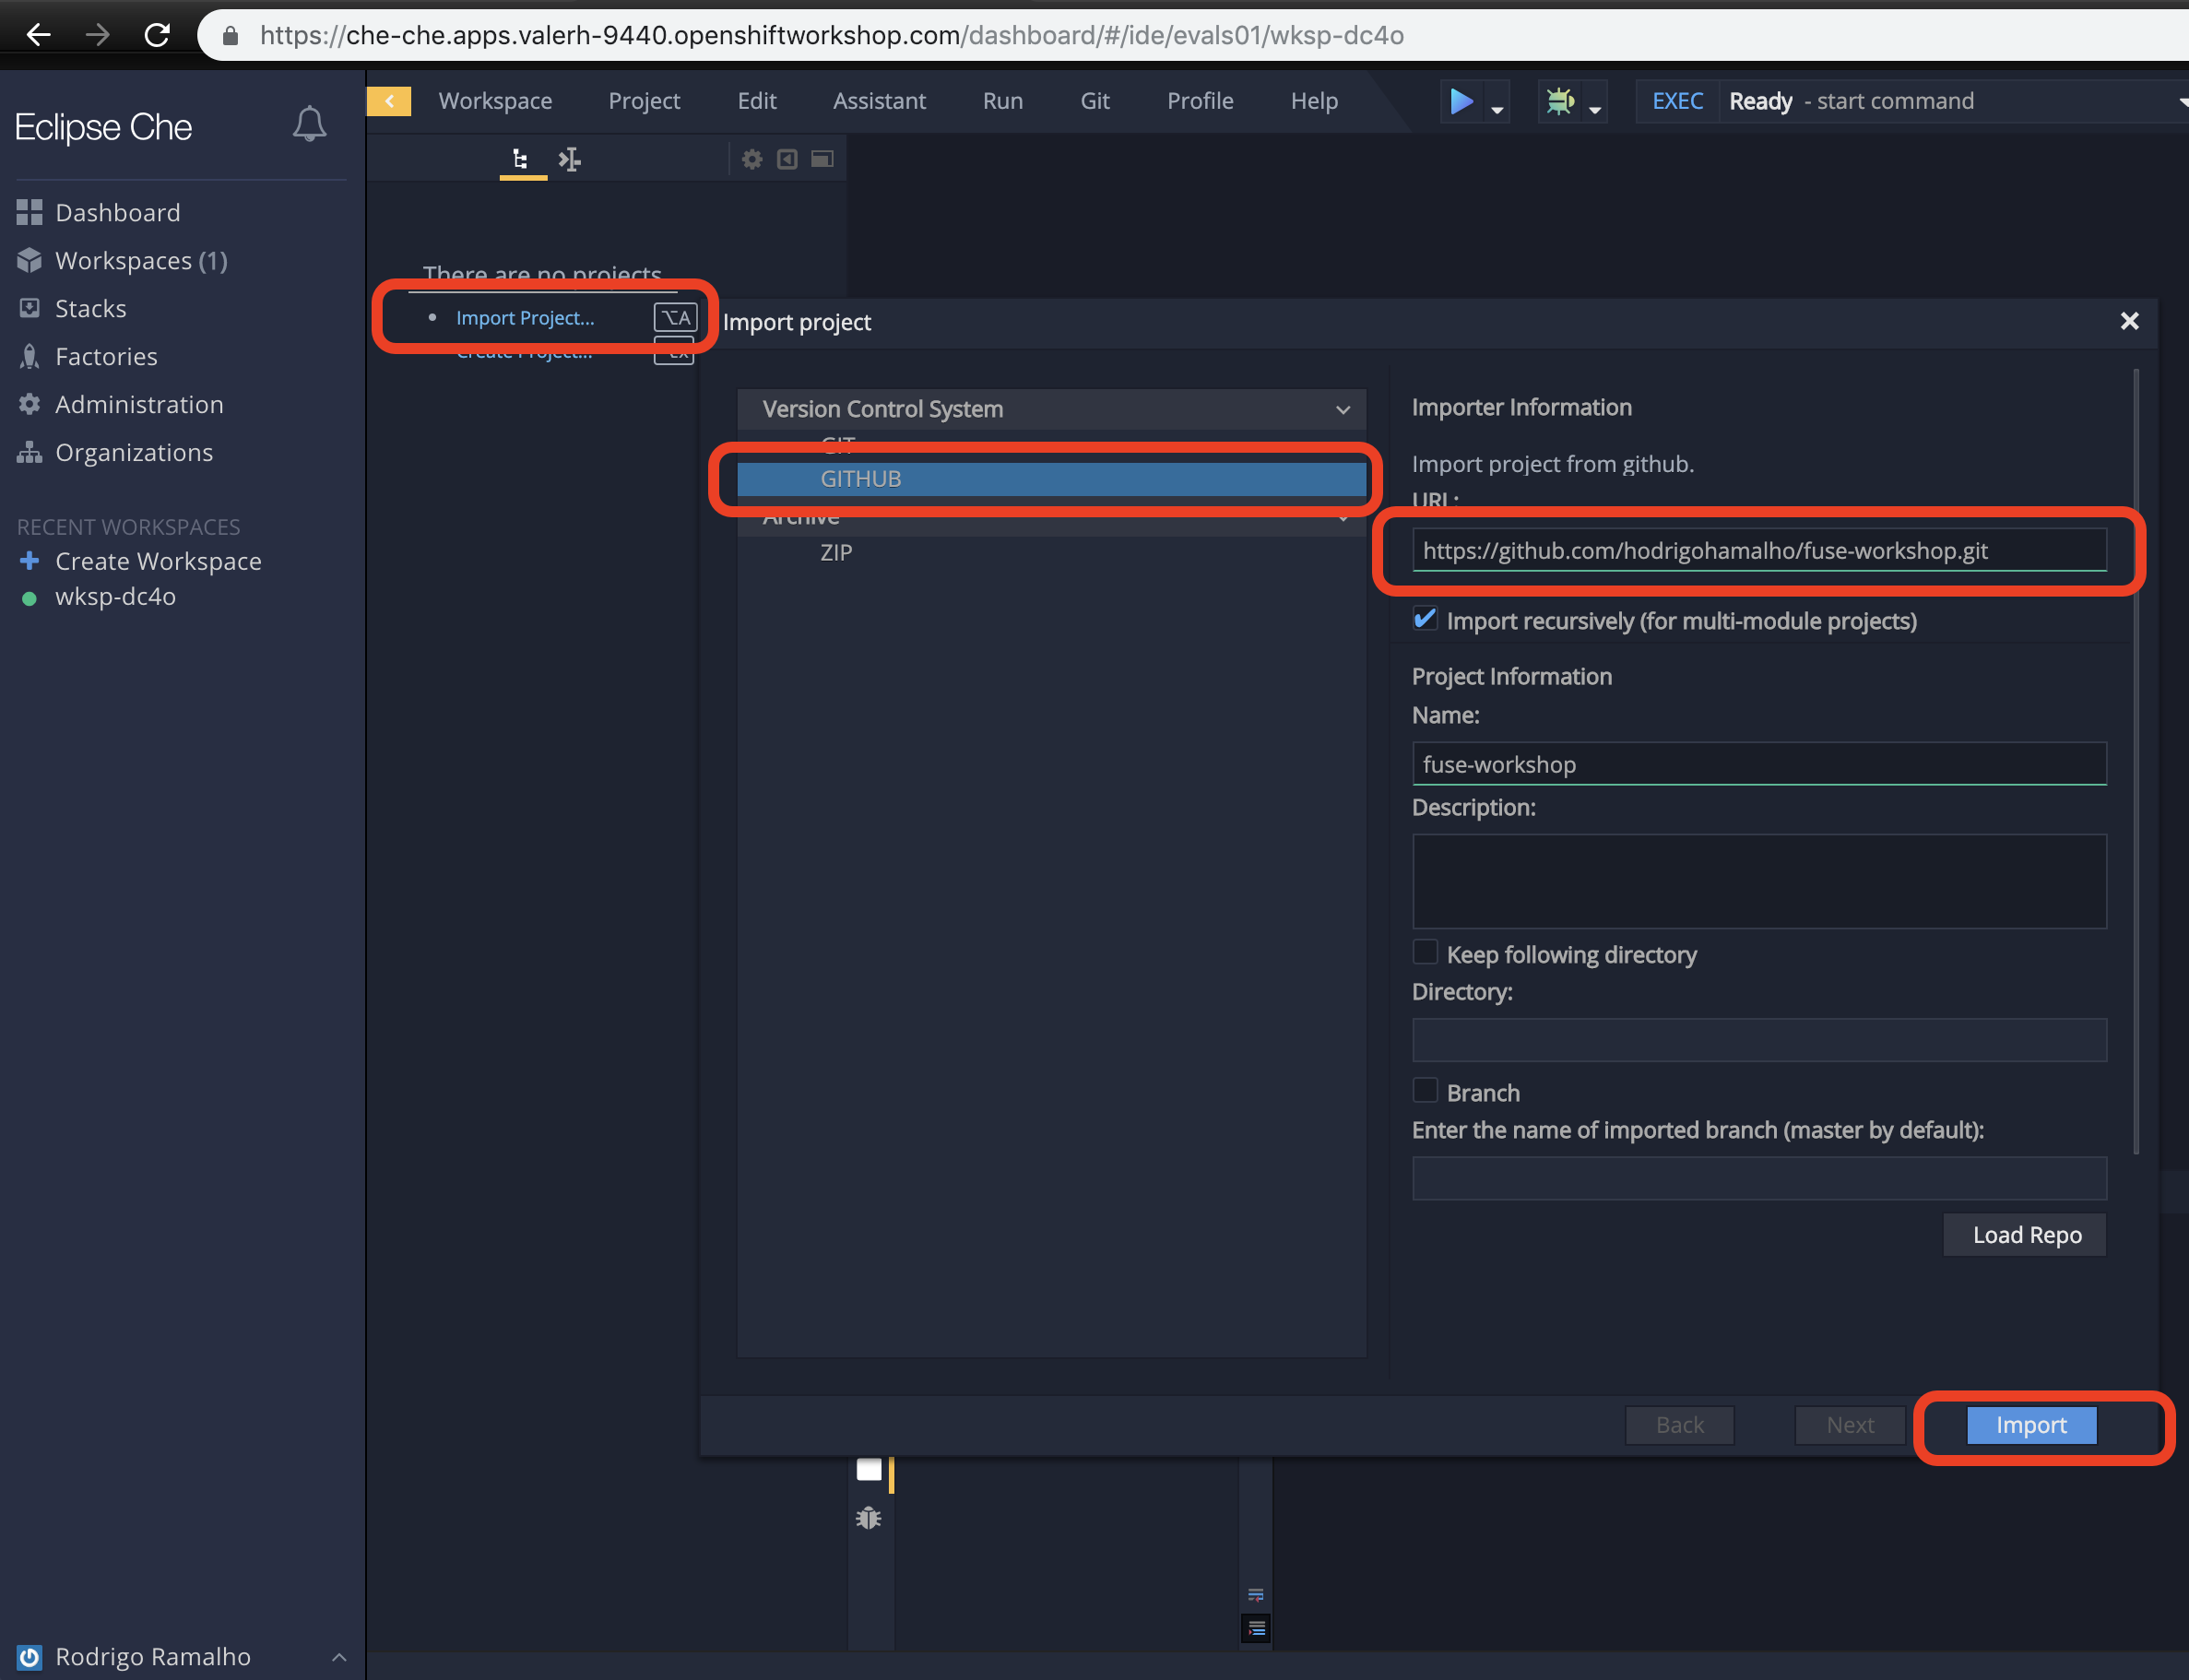 https://che-che.apps.valerh-9440.openshiftworkshop.com/dashboard/#/ide/evals01/wksp-dc4o
Eclipse Che
Dashboard
Workspaces (1)
Stacks
Factories
Administration
Organizations
RECENT WORKSPACES
Create Workspace
wksp-dc4o
Rodrigo Ramalho
Workspace Project Edit Assistant Run Git Profile Help
EXEC Ready - start command
There are no projects
Import Project... ⌥A
Create Project...
Import project
Version Control System
GIT
GITHUB
Archive
ZIP
Importer Information
Import project from github.
URL:
https://github.com/hodrigohamalho/fuse-workshop.git
Import recursively (for multi-module projects)
Project Information
Name:
fuse-workshop
Description:
Keep following directory
Directory:
Branch
Enter the name of imported branch (master by default):
Load Repo
Back Next Import